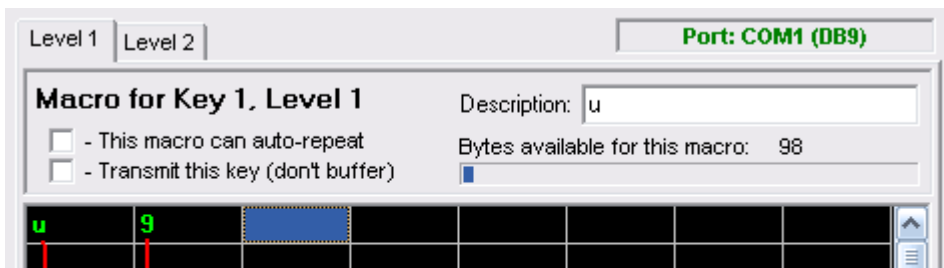 Level 1 Level 2 Port: COM1 (DB9)
Macro for Key 1, Level 1 Description: u
- This macro can auto-repeat Bytes available for this macro: 98
- Transmit this key (don't buffer)
u 9